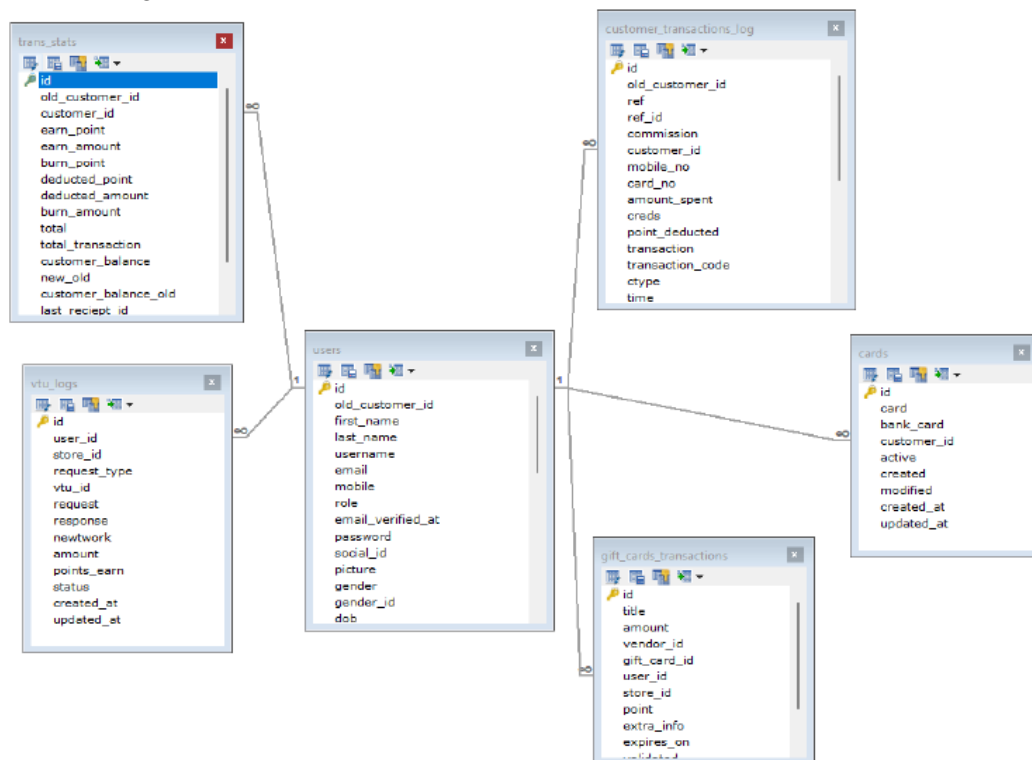 trans_stats
id
old_customer_id
customer_id
earn_point
earn_amount
burn_point
deducted_point
deducted_amount
burn_amount
total
total_transaction
customer_balance
new_old
customer_balance_old
last_reciept_id
customer_transactions_log
id
old_customer_id
ref
ref_id
commission
customer_id
mobile_no
card_no
amount_spent
creds
point_deducted
transaction
transaction_code
ctype
time
vtu_logs
id
user_id
store_id
request_type
vtu_id
request
response
newtwork
amount
points_earn
status
created_at
updated_at
users
id
old_customer_id
first_name
last_name
username
email
mobile
role
email_verified_at
password
social_id
picture
gender
gender_id
dob
cards
id
card
bank_card
customer_id
active
created
modified
created_at
updated_at
gift_cards_transactions
id
title
amount
vendor_id
gift_card_id
user_id
store_id
point
extra_info
expires_on
1
1